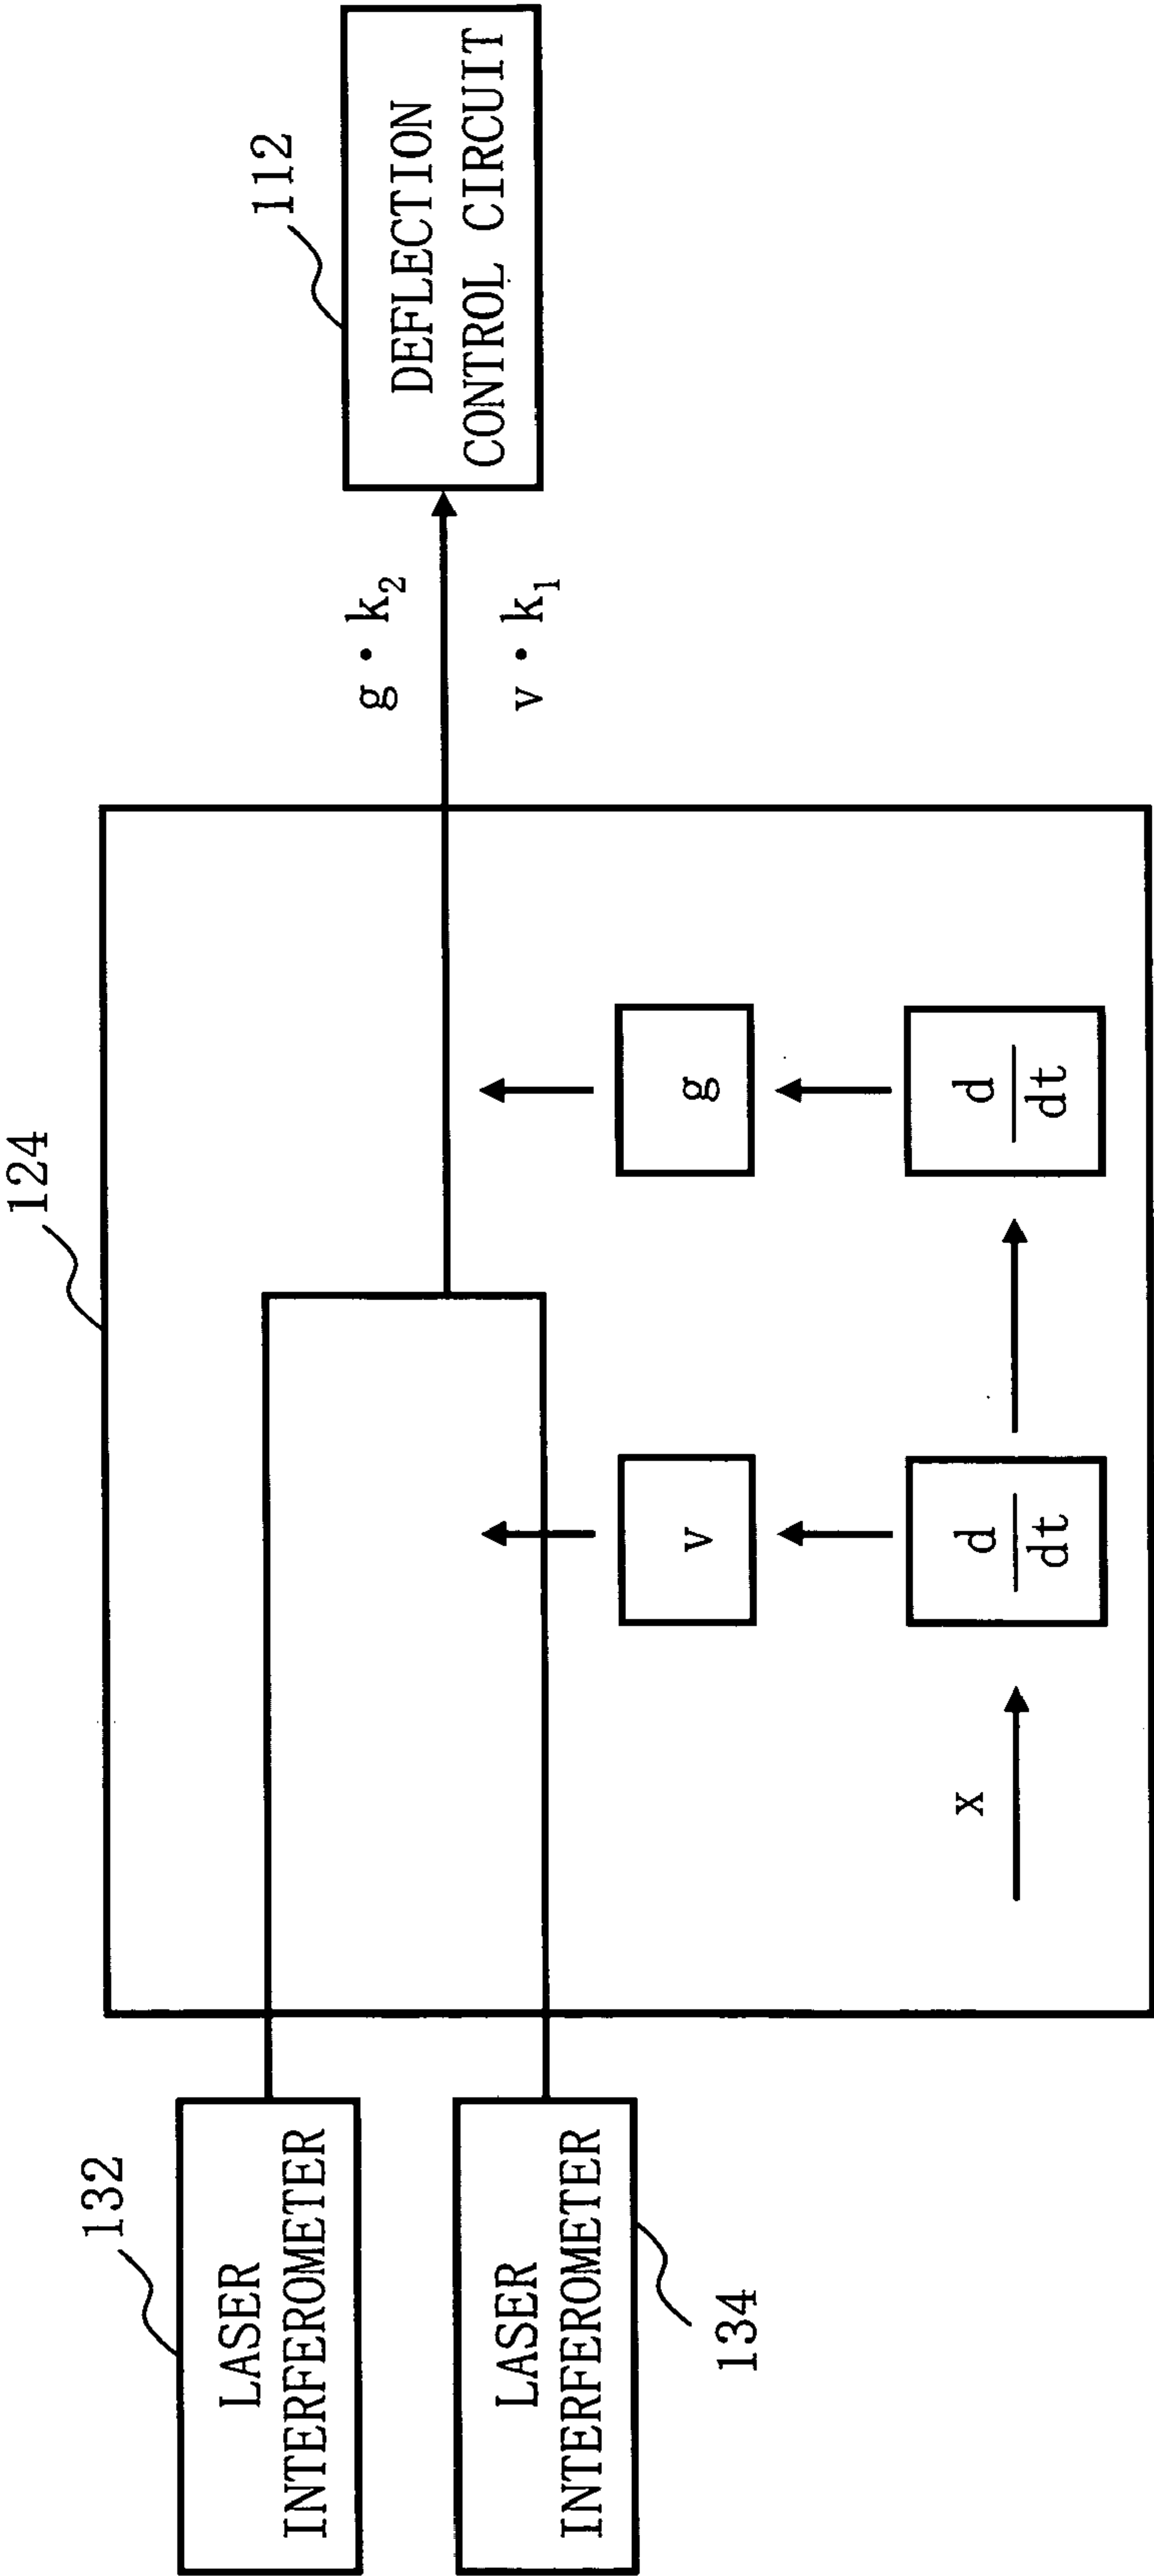 132
LASER
INTERFEROMETER
LASER
INTERFEROMETER
134
124
x
d
dt
v
d
dt
g
g · k₂
v · k₁
112
DEFLECTION
CONTROL CIRCUIT